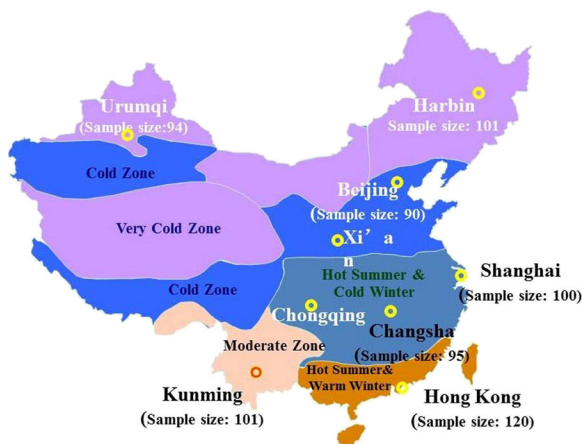 Urumqi
(Sample size:94)
Harbin
Sample size: 101
Cold Zone
Beijing
(Sample size: 90)
Very Cold Zone
Xi’a
n
Cold Zone
Hot Summer &
Cold Winter
Shanghai
(Sample size: 100)
Chongqing
Changsha
(Sample size: 95)
Moderate Zone
Hot Summer&
Warm Winter
Kunming
(Sample size: 101)
Hong Kong
(Sample size: 120)